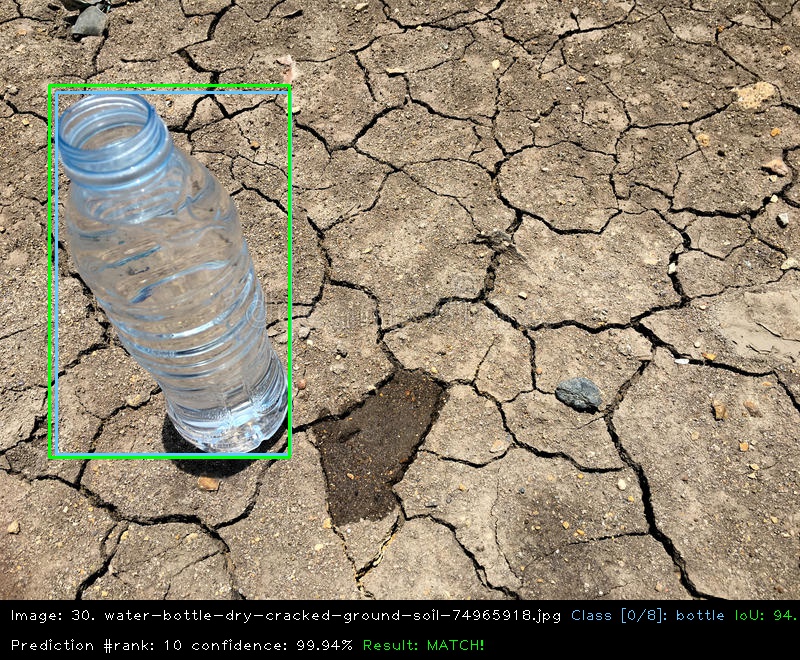 Image: 30. water-bottle-dry-cracked-ground-soil-74965918.jpg Class [0/8]: bottle IoU: 94.
Prediction #rank: 10 confidence: 99.94% Result: MATCH!